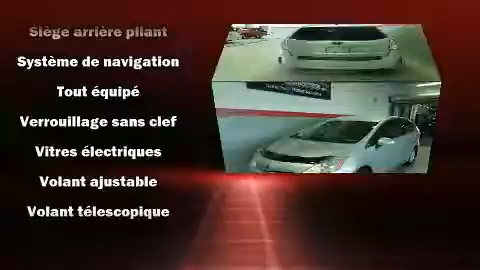 Siège arrière pliant
Système de navigation
Tout équipé
Verrouillage sans clef
Vitres électriques
Volant ajustable
Volant télescopique